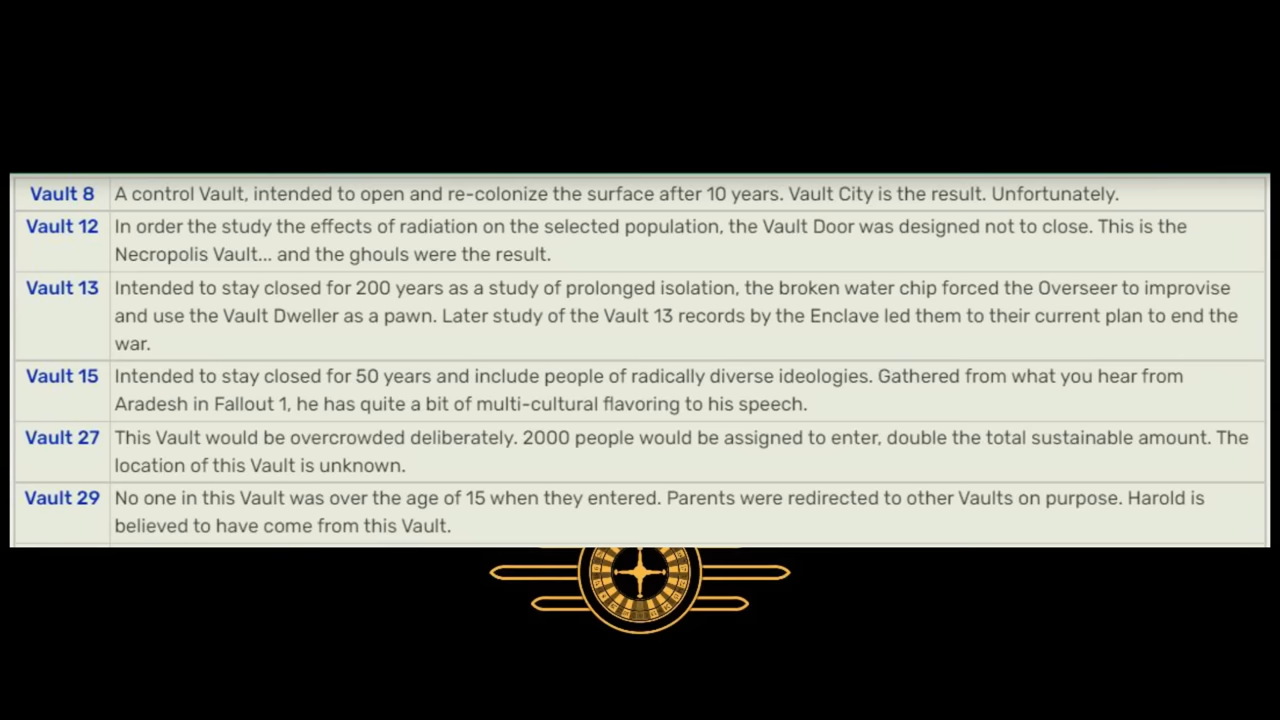 Vault 8 A control Vault, intended to open and re-colonize the surface after 10 years. Vault City is the result. Unfortunately.
Vault 12 In order the study the effects of radiation on the selected population, the Vault Door was designed not to close. This is the
Necropolis Vault... and the ghouls were the result.
Vault 13 Intended to stay closed for 200 years as a study of prolonged isolation, the broken water chip forced the Overseer to improvise
and use the Vault Dweller as a pawn. Later study of the Vault 13 records by the Enclave led them to their current plan to end the
war.
Vault 15 Intended to stay closed for 50 years and include people of radically diverse ideologies. Gathered from what you hear from
Aradesh in Fallout 1, he has quite a bit of multi-cultural flavoring to his speech.
Vault 27 This Vault would be overcrowded deliberately. 2000 people would be assigned to enter, double the total sustainable amount. The
location of this Vault is unknown.
Vault 29 No one in this Vault was over the age of 15 when they entered. Parents were redirected to other Vaults on purpose. Harold is
believed to have come from this Vault.